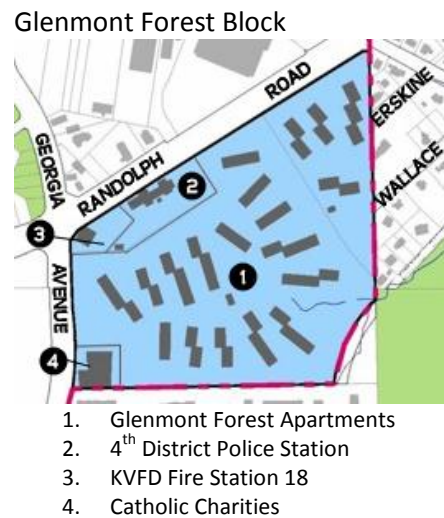 Glenmont Forest Block
ROAD
ERSKINE
GEORGIA
RANDOLPH
2
WALLACE
3
1
AVENUE
4
1. Glenmont Forest Apartments
2. 4th District Police Station
3. KVFD Fire Station 18
4. Catholic Charities